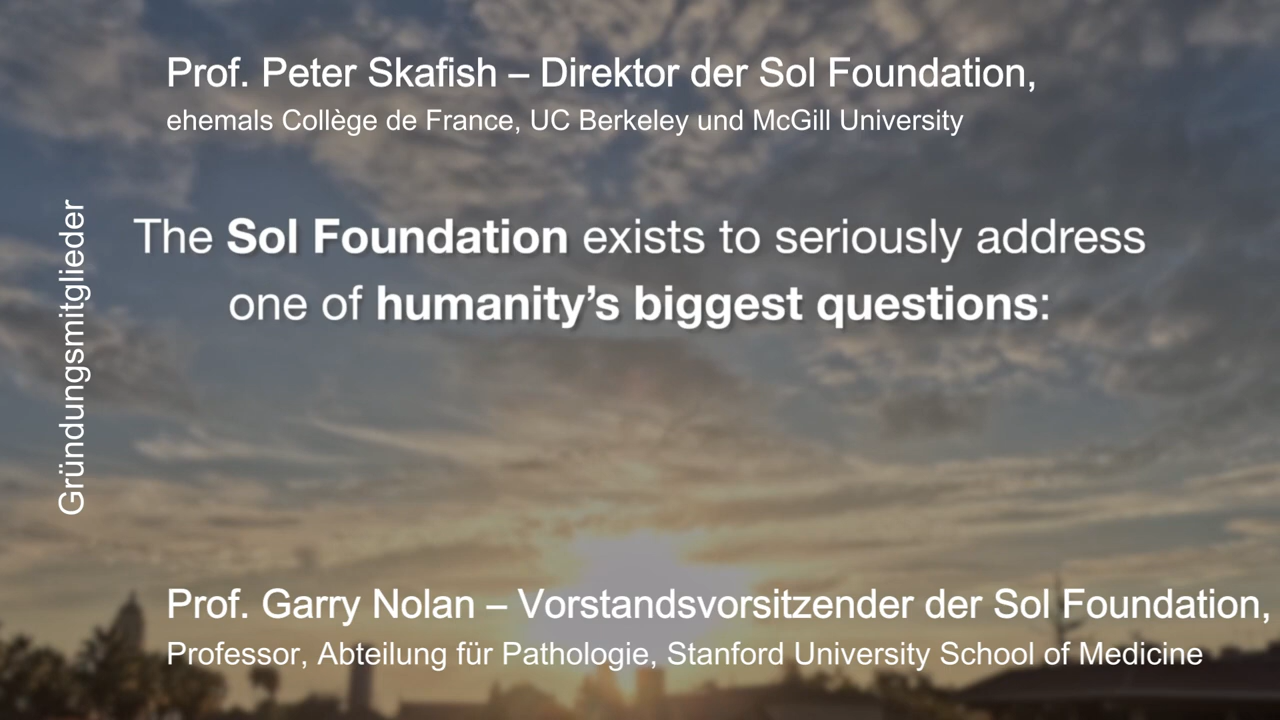 Prof. Peter Skafish – Direktor der Sol Foundation,
ehemals Collège de France, UC Berkeley und McGill University
Gründungsmitglieder
The Sol Foundation exists to seriously address
one of humanity’s biggest questions:
Prof. Garry Nolan – Vorstandsvorsitzender der Sol Foundation,
Professor, Abteilung für Pathologie, Stanford University School of Medicine